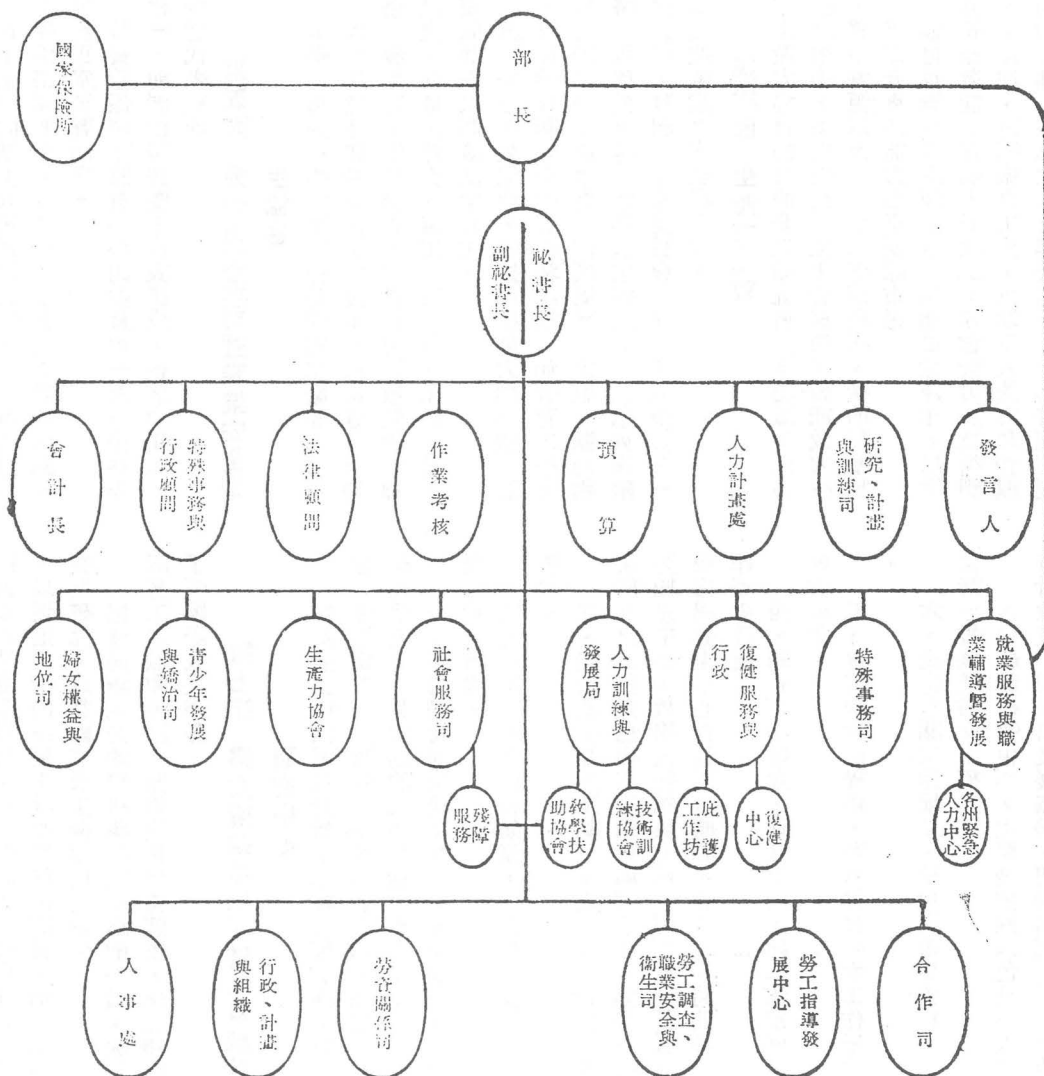 部長
國家保險所
祕書長
副祕書長
發言人
研究、計畫
與訓練司
人力計畫處
預算
作業考核
法律顧問
特殊事務與
行政顧問
會計長
就業服務與職
業輔導暨發展
特殊事務司
復健服務與
行政
人力訓練與
發展局
社會服務司
生產力協會
青少年發展
與矯治司
婦女權益與
地位司
各州緊急
人力中心
復健
中心
庇護
工作坊
技術訓
練協會
教學扶
助協會
殘障
服務
合作司
勞工指導發
展中心
勞工調查、
職業安全與
衞生司
勞資關係司
行政、計畫
與組織
人事處